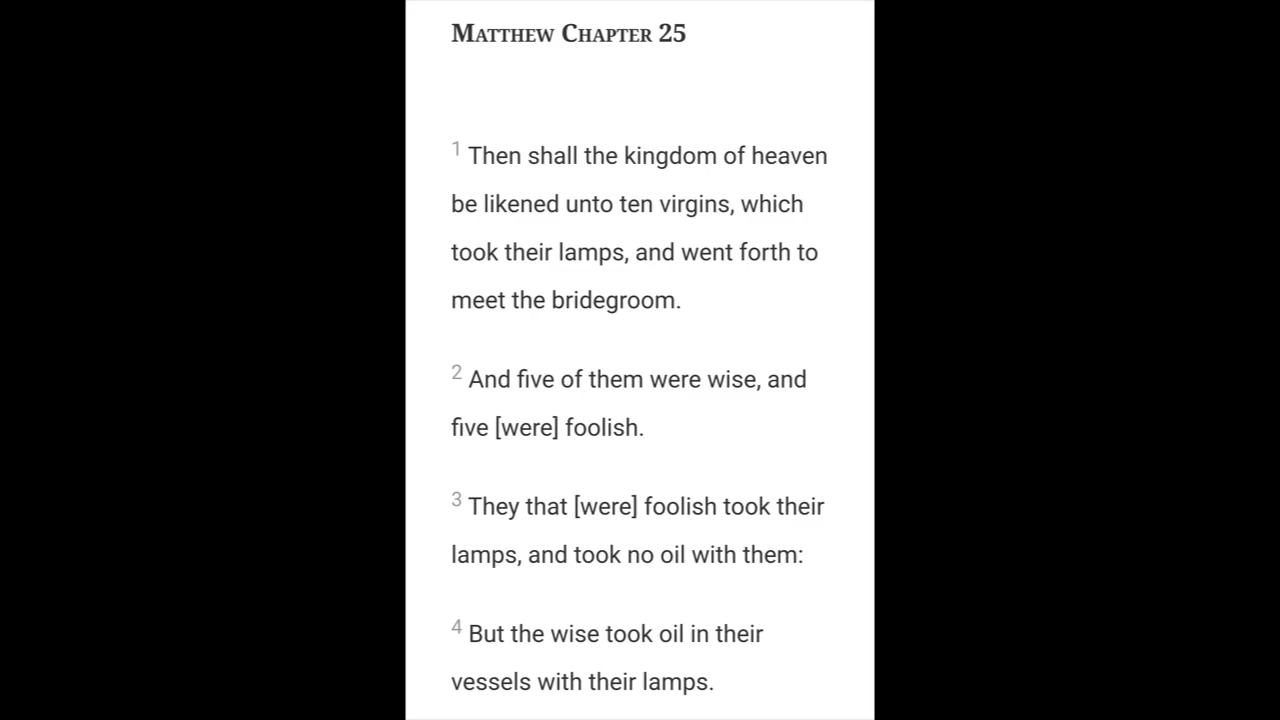 Matthew Chapter 25
1 Then shall the kingdom of heaven
be likened unto ten virgins, which
took their lamps, and went forth to
meet the bridegroom.
2 And five of them were wise, and
five [were] foolish.
3 They that [were] foolish took their
lamps, and took no oil with them:
4 But the wise took oil in their
vessels with their lamps.